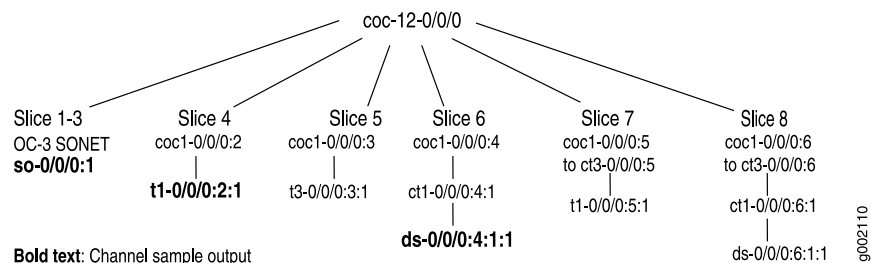 coc-12-0/0/0
Slice 1-3
OC-3 SONET
so-0/0/0:1
Slice 4
coc1-0/0/0:2
t1-0/0/0:2:1
Slice 5
coc1-0/0/0:3
t3-0/0/0:3:1
Slice 6
coc1-0/0/0:4
ct1-0/0/0:4:1
ds-0/0/0:4:1:1
Slice 7
coc1-0/0/0:5
to ct3-0/0/0:5
t1-0/0/0:5:1
Slice 8
coc1-0/0/0:6
to ct3-0/0/0:6
ct1-0/0/0:6:1
ds-0/0/0:6:1:1
Bold text: Channel sample output
g002110